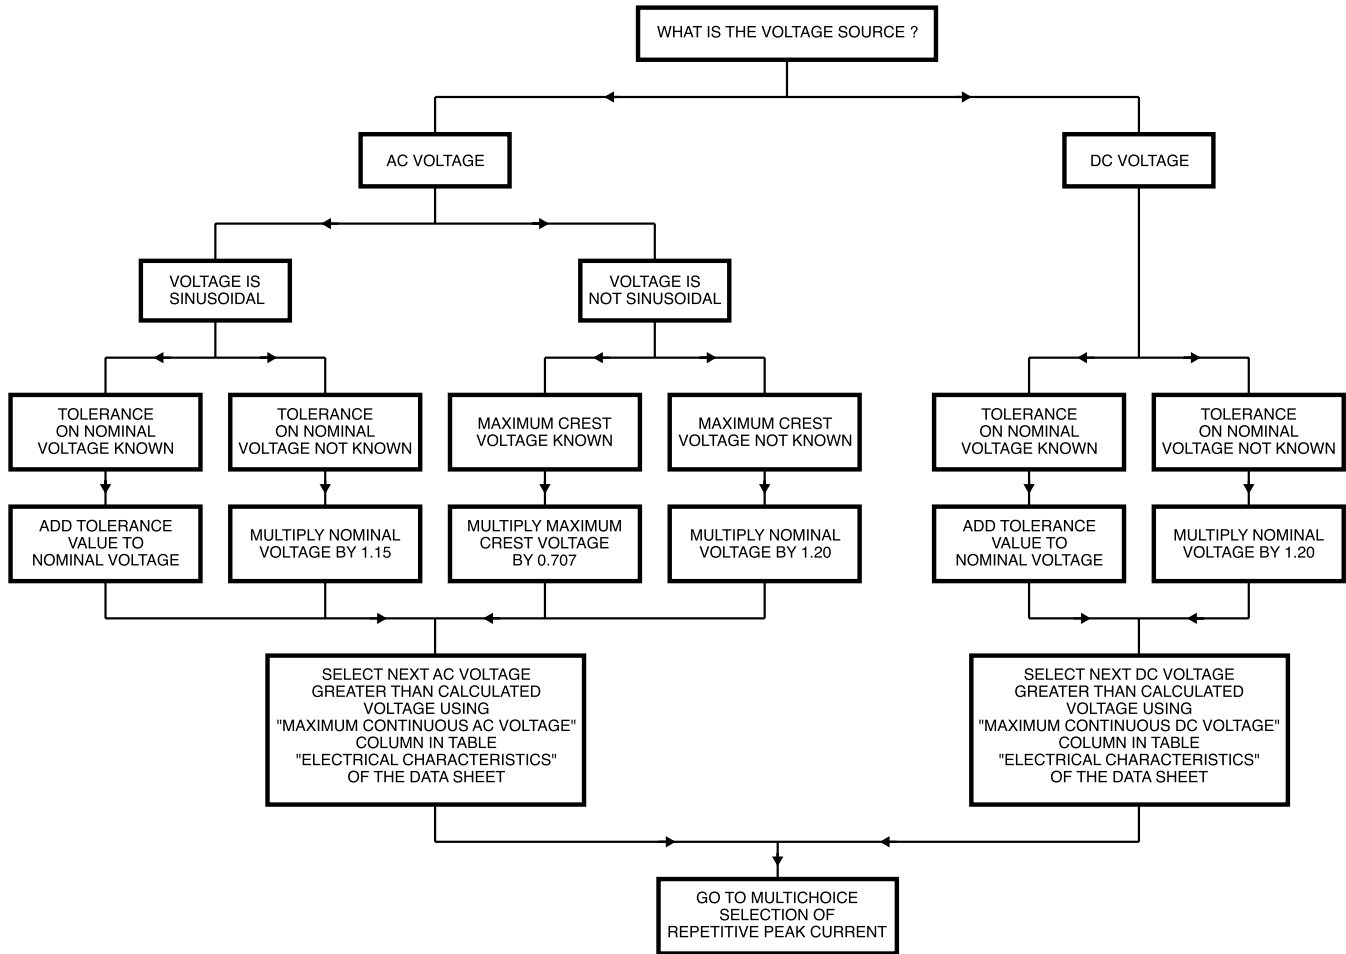 WHAT IS THE VOLTAGE SOURCE ?
AC VOLTAGE
DC VOLTAGE
VOLTAGE IS
SINUSOIDAL
VOLTAGE IS
NOT SINUSOIDAL
TOLERANCE
ON NOMINAL
VOLTAGE KNOWN
TOLERANCE
ON NOMINAL
VOLTAGE NOT KNOWN
MAXIMUM CREST
VOLTAGE KNOWN
MAXIMUM CREST
VOLTAGE NOT KNOWN
TOLERANCE
ON NOMINAL
VOLTAGE KNOWN
TOLERANCE
ON NOMINAL
VOLTAGE NOT KNOWN
ADD TOLERANCE
VALUE TO
NOMINAL VOLTAGE
MULTIPLY NOMINAL
VOLTAGE BY 1.15
MULTIPLY MAXIMUM
CREST VOLTAGE
BY 0.707
MULTIPLY NOMINAL
VOLTAGE BY 1.20
ADD TOLERANCE
VALUE TO
NOMINAL VOLTAGE
MULTIPLY NOMINAL
VOLTAGE BY 1.20
SELECT NEXT AC VOLTAGE
GREATER THAN CALCULATED
VOLTAGE USING
"MAXIMUM CONTINUOUS AC VOLTAGE"
COLUMN IN TABLE
"ELECTRICAL CHARACTERISTICS"
OF THE DATA SHEET
SELECT NEXT DC VOLTAGE
GREATER THAN CALCULATED
VOLTAGE USING
"MAXIMUM CONTINUOUS DC VOLTAGE"
COLUMN IN TABLE
"ELECTRICAL CHARACTERISTICS"
OF THE DATA SHEET
GO TO MULTICHOICE
SELECTION OF
REPETITIVE PEAK CURRENT